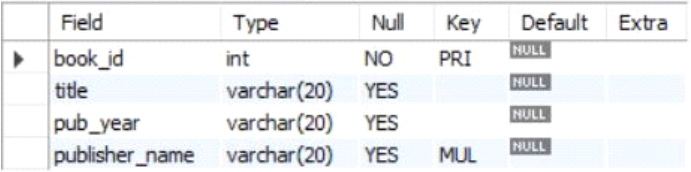 Field Type Null Key Default Extra
book_id int NO PRI NULL
title varchar(20) YES NULL
pub_year varchar(20) YES NULL
publisher_name varchar(20) YES MUL NULL